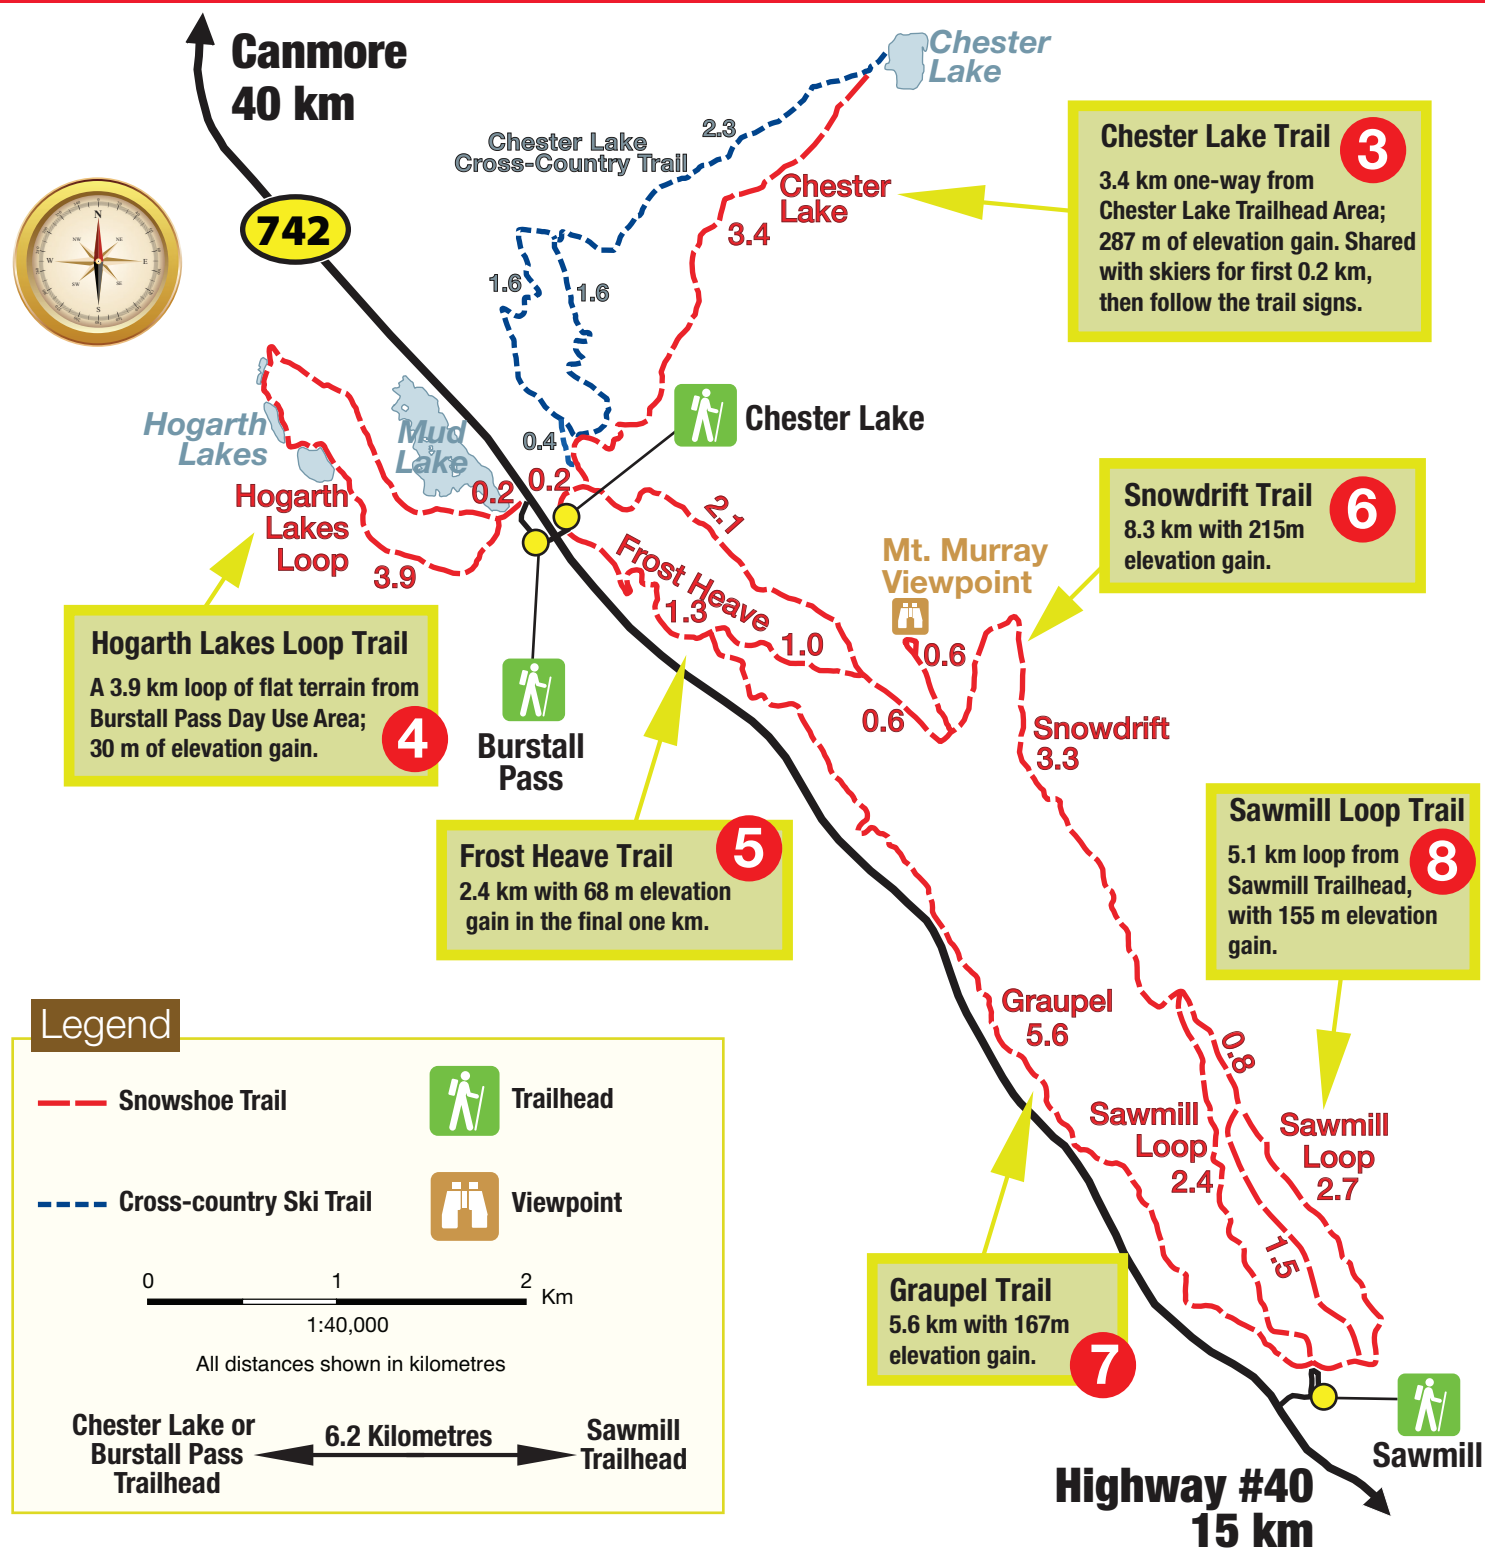 Canmore
40 km
742
N
NE
E
SE
S
SW
W
NW
Chester
Lake
Chester Lake
Cross-Country Trail
2.3
Chester
Lake
3.4
1.6
1.6
0.4
Chester Lake Trail
3
3.4 km one-way from
Chester Lake Trailhead Area;
287 m of elevation gain. Shared
with skiers for first 0.2 km,
then follow the trail signs.
Hogarth
Lakes
Mud
Lake
Hogarth
Lakes
Loop
3.9
0.2
0.2
Chester Lake
2.1
Frost Heave
1.3
1.0
Mt. Murray
Viewpoint
0.6
0.6
Snowdrift Trail
6
8.3 km with 215m
elevation gain.
Snowdrift
3.3
Hogarth Lakes Loop Trail
A 3.9 km loop of flat terrain from
Burstall Pass Day Use Area;
30 m of elevation gain.
4
Burstall
Pass
Frost Heave Trail
5
2.4 km with 68 m elevation
gain in the final one km.
Sawmill Loop Trail
5.1 km loop from
Sawmill Trailhead,
with 155 m elevation
gain.
8
Graupel
5.6
0.8
Sawmill
Loop
2.4
Sawmill
Loop
2.7
1.5
Graupel Trail
5.6 km with 167m
elevation gain.
7
Sawmill
Highway #40
15 km
Legend
Snowshoe Trail
Trailhead
Cross-country Ski Trail
Viewpoint
0 1 2
Km
1:40,000
All distances shown in kilometres
Chester Lake or
Burstall Pass
Trailhead
6.2 Kilometres
Sawmill
Trailhead